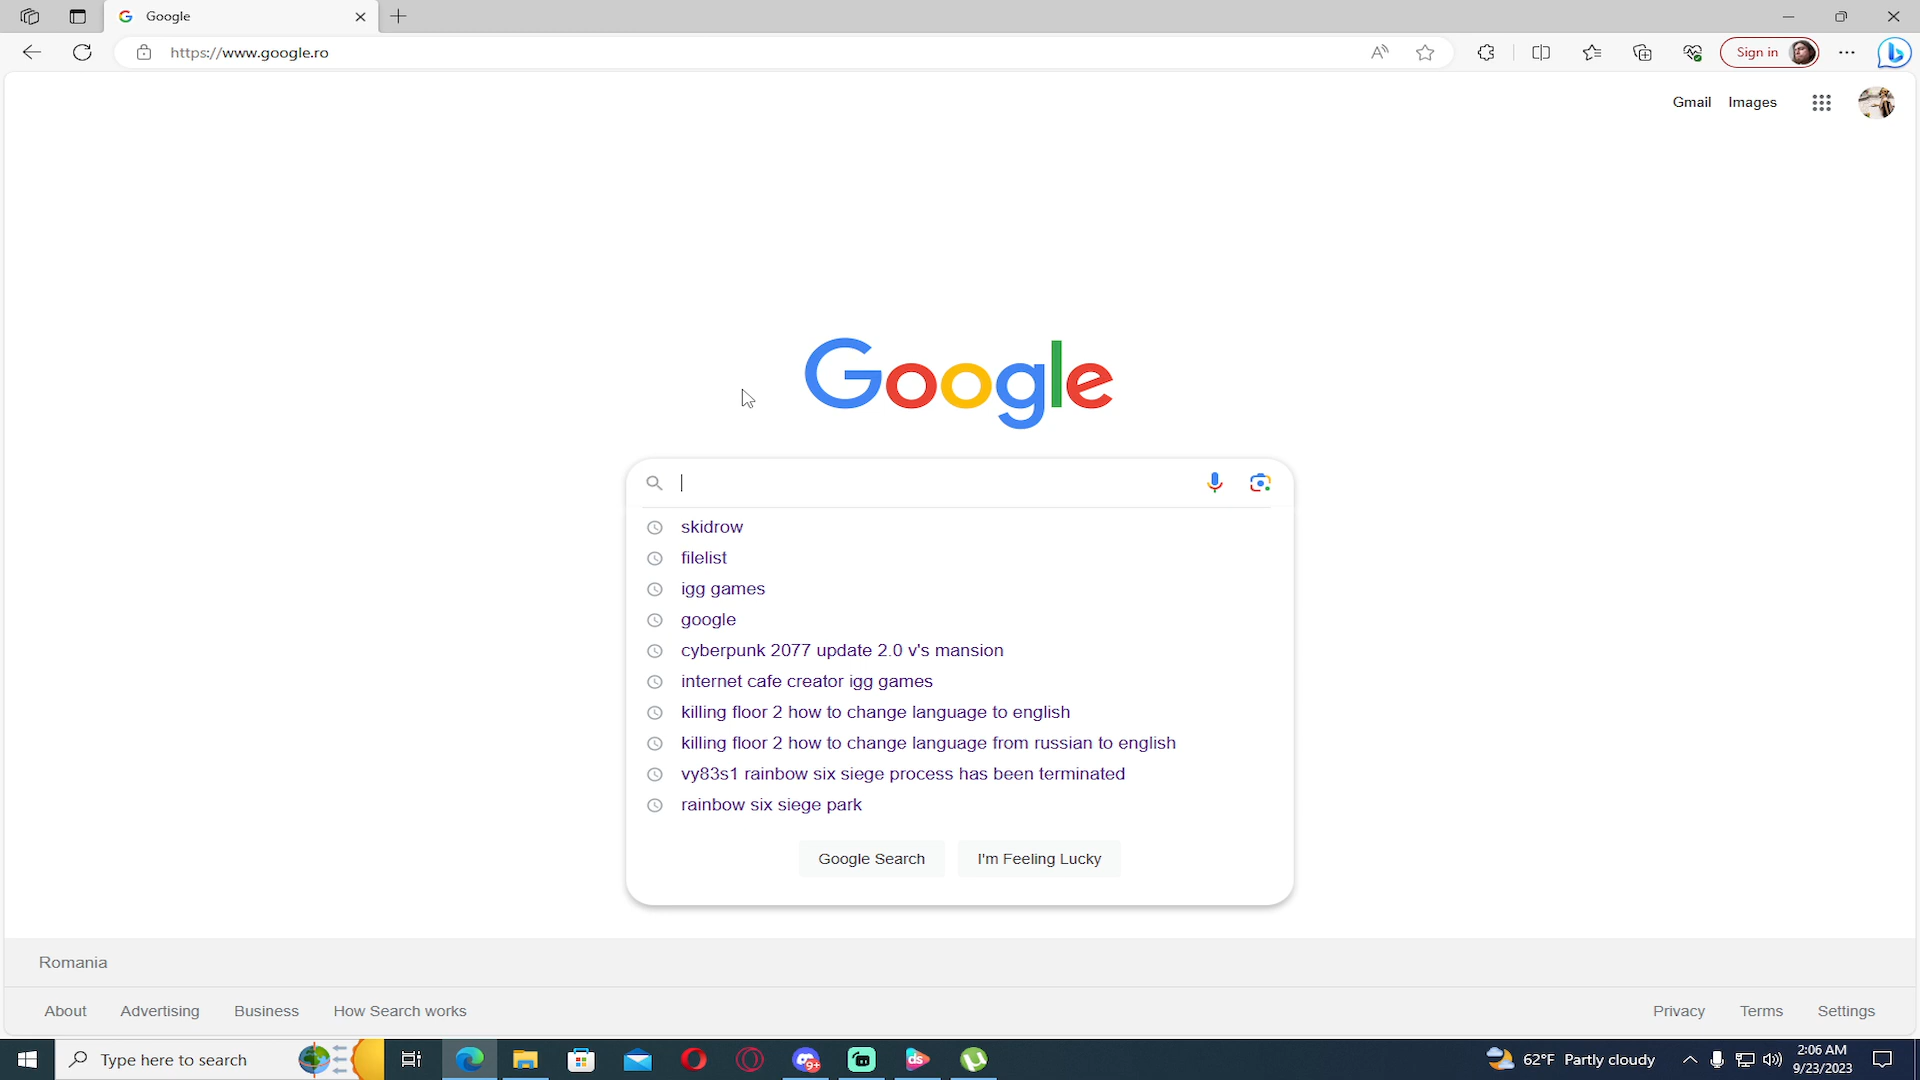 Google
https://www.google.ro
Sign in
Gmail Images
Google
skidrow
filelist
igg games
google
cyberpunk 2077 update 2.0 v's mansion
internet cafe creator igg games
killing floor 2 how to change language to english
killing floor 2 how to change language from russian to english
vy83s1 rainbow six siege process has been terminated
rainbow six siege park
Google Search I'm Feeling Lucky
Romania
About Advertising Business How Search works Privacy Terms Settings
Type here to search 9+ ds 62°F Partly cloudy 2:06 AM
9/23/2023